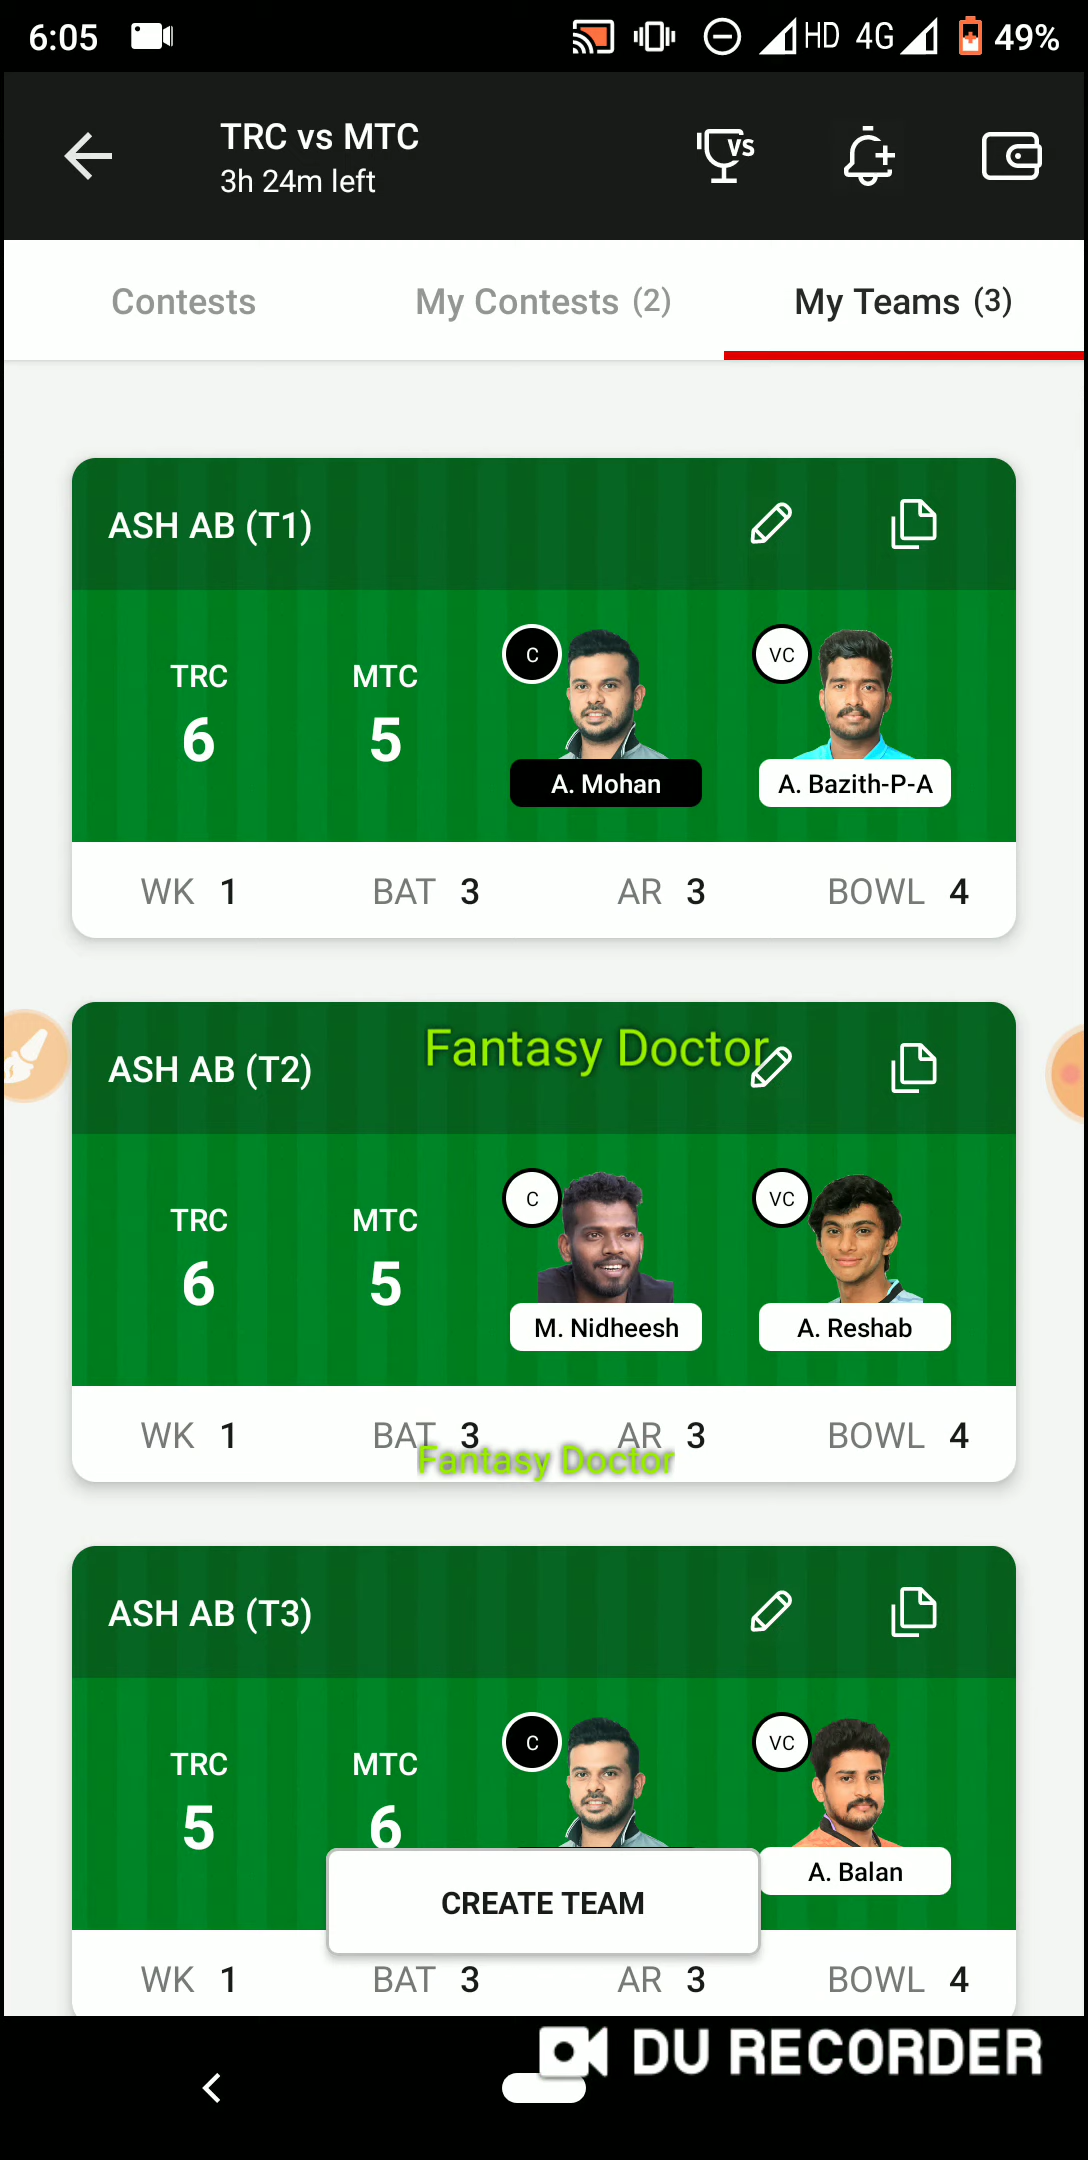 6:05 HD 4G 49%
TRC vs MTC
3h 24m left
VS
Contests My Contests (2) My Teams (3)
ASH AB (T1)
C VC
TRC MTC
6 5
A. Mohan A. Bazith-P-A
WK 1 BAT 3 AR 3 BOWL 4
Fantasy Doctor
ASH AB (T2)
C VC
TRC MTC
6 5
M. Nidheesh A. Reshab
WK 1 BAT 3 AR 3 BOWL 4
Fantasy Doctor
ASH AB (T3)
C VC
TRC MTC
5 6
A. Balan
CREATE TEAM
WK 1 BAT 3 AR 3 BOWL 4
DU RECORDER